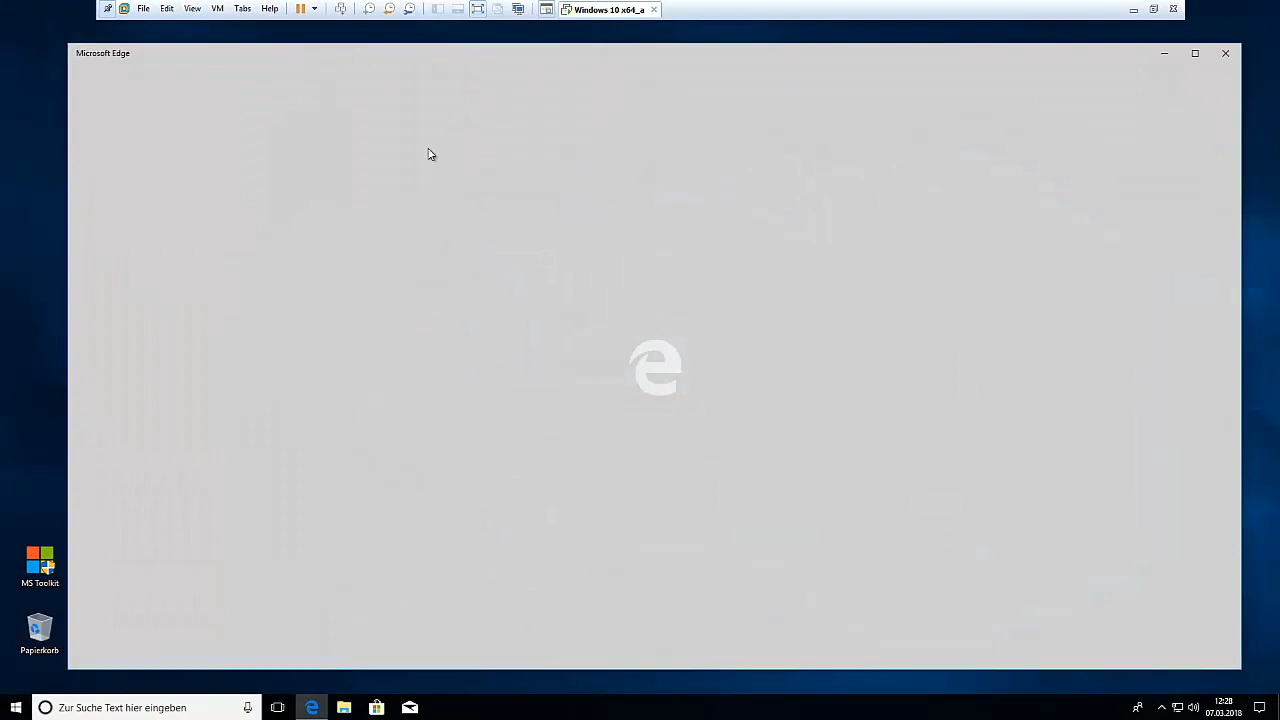 File Edit View VM Tabs Help Windows 10 x64_a
Microsoft Edge
MS Toolkit
Papierkorb
Zur Suche Text hier eingeben
12:28
07.03.2018